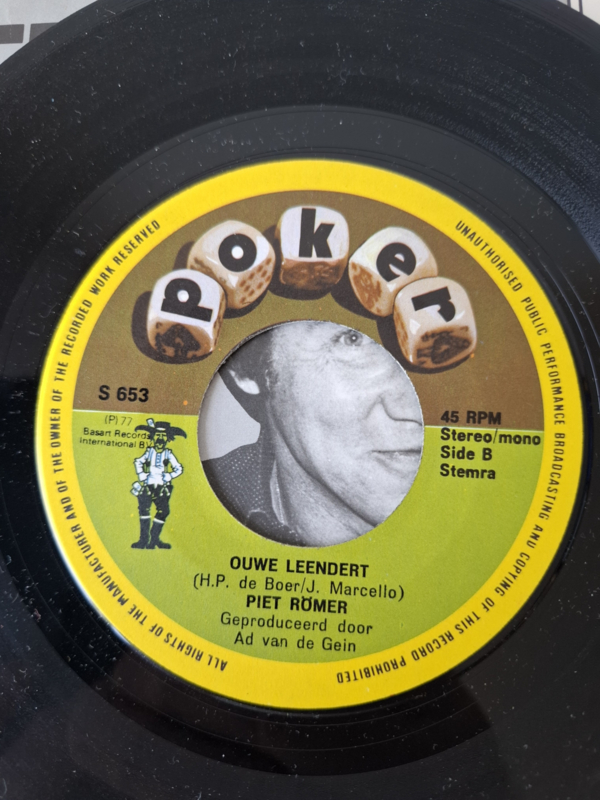 poker
S 653
(P) 77
Basart Records
International BV
45 RPM
Stereo/mono
Side B
Stemra
OUWE LEENDERT
(H.P. de Boer/J. Marcello)
PIET RÖMER
Geproduceerd door
Ad van de Gein
ALL RIGHTS OF THE MANUFACTURER AND OF THE OWNER OF THE RECORDED WORK RESERVED
UNAUTHORISED PUBLIC PERFORMANCE BROADCASTING AND COPYING OF THIS RECORD PROHIBITED